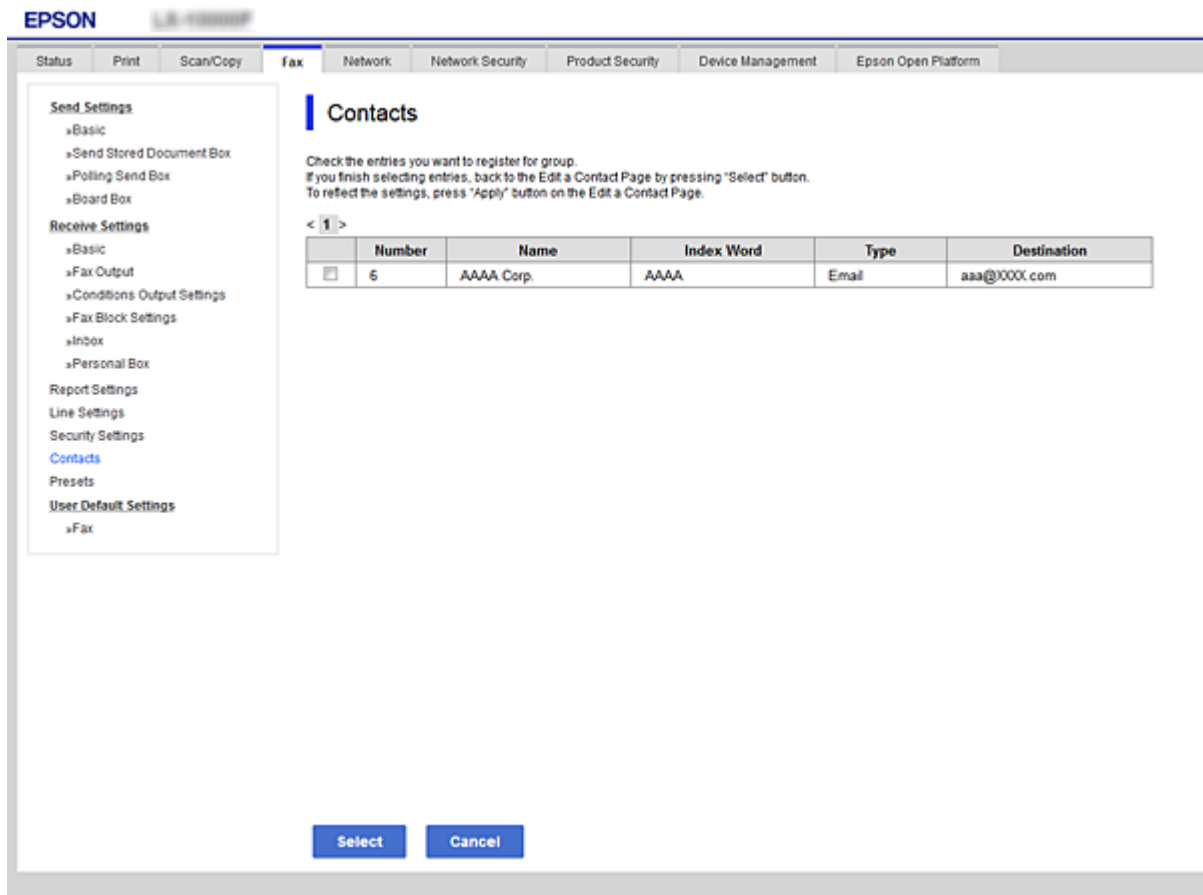 EPSON
Status Print Scan/Copy Fax Network Network Security Product Security Device Management Epson Open Platform
Send Settings
»Basic
»Send Stored Document Box
»Polling Send Box
»Board Box
Receive Settings
»Basic
»Fax Output
»Conditions Output Settings
»Fax Block Settings
»Inbox
»Personal Box
Report Settings
Line Settings
Security Settings
Contacts
Presets
User Default Settings
»Fax
Contacts
Check the entries you want to register for group.
If you finish selecting entries, back to the Edit a Contact Page by pressing "Select" button.
To reflect the settings, press "Apply" button on the Edit a Contact Page.
< 1 >
Number Name Index Word Type Destination
6 AAAA Corp. AAAA Email aaa@XXXX.com
Select Cancel